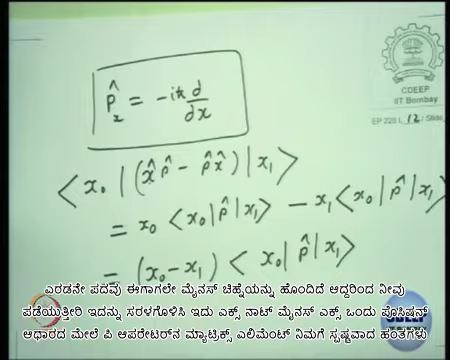 p̂ₓ = -iħ d/dx
CDEEP
IIT Bombay
EP 228 L 12 / Slide
⟨x₀ | (x̂p̂ - p̂x̂) | x₁⟩
= x₀ ⟨x₀|p̂|x₁⟩ - x₁⟨x₀|p̂|x₁⟩
= (x₀-x₁) ⟨x₀|p̂|x₁⟩
ಎರಡನೇ ಪದವು ಈಗಾಗಲೇ ಮೈನಸ್ ಚಿಹ್ನೆಯನ್ನು ಹೊಂದಿದೆ ಆದ್ದರಿಂದ ನೀವು
ಪಡೆಯುತ್ತೀರಿ ಇದನ್ನು ಸರಳಗೊಳಿಸಿ ಇದು ಎಕ್ಸ್ ನಾಟ್ ಮೈನಸ್ ಎಕ್ಸ್ ಒಂದು ಪೊಸಿಷನ್
ಆಧಾರದ ಮೇಲೆ ಪಿ ಆಪರೇಟರ್‌ನ ಮ್ಯಾಟ್ರಿಕ್ಸ್ ಎಲಿಮೆಂಟ್ ನಿಮಗೆ ಸ್ಪಷ್ಟವಾದ ಹಂತಗಳು